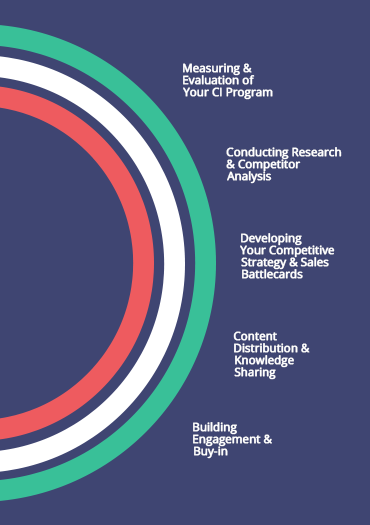 Measuring &
Evaluation of
Your CI Program
Conducting Research
& Competitor
Analysis
Developing
Your Competitive
Strategy & Sales
Battlecards
Content
Distribution &
Knowledge
Sharing
Building
Engagement &
Buy-in